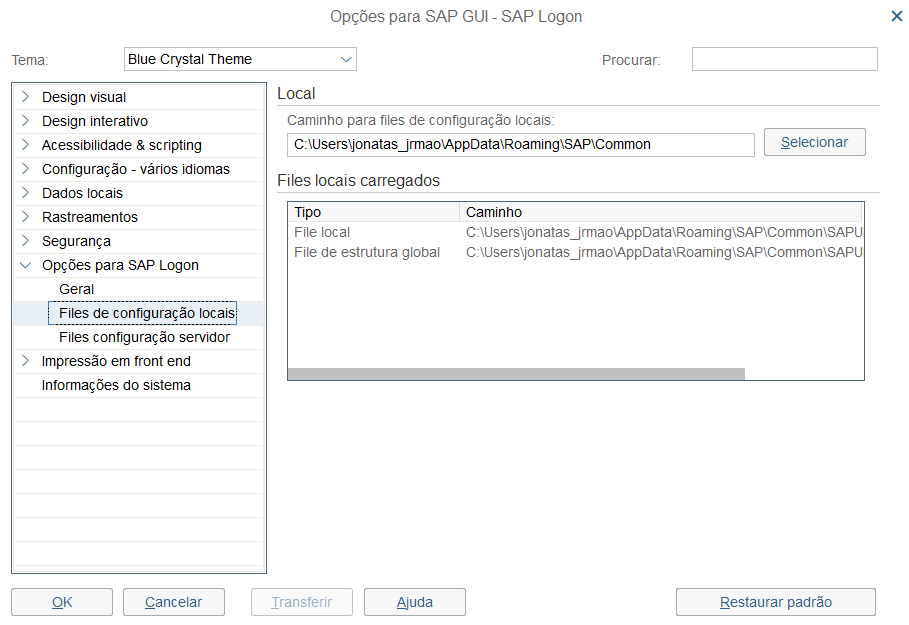 Opções para SAP GUI - SAP Logon
Tema:
Blue Crystal Theme
Procurar:
Design visual
Design interativo
Acessibilidade & scripting
Configuração - vários idiomas
Dados locais
Rastreamentos
Segurança
Opções para SAP Logon
Geral
Files de configuração locais
Files configuração servidor
Impressão em front end
Informações do sistema
Local
Caminho para files de configuração locais:
C:\Users\jonatas_jrmao\AppData\Roaming\SAP\Common
Selecionar
Files locais carregados
Tipo Caminho
File local C:\Users\jonatas_jrmao\AppData\Roaming\SAP\Common\SAPU
File de estrutura global C:\Users\jonatas_jrmao\AppData\Roaming\SAP\Common\SAPU
OK Cancelar Transferir Ajuda Restaurar padrão